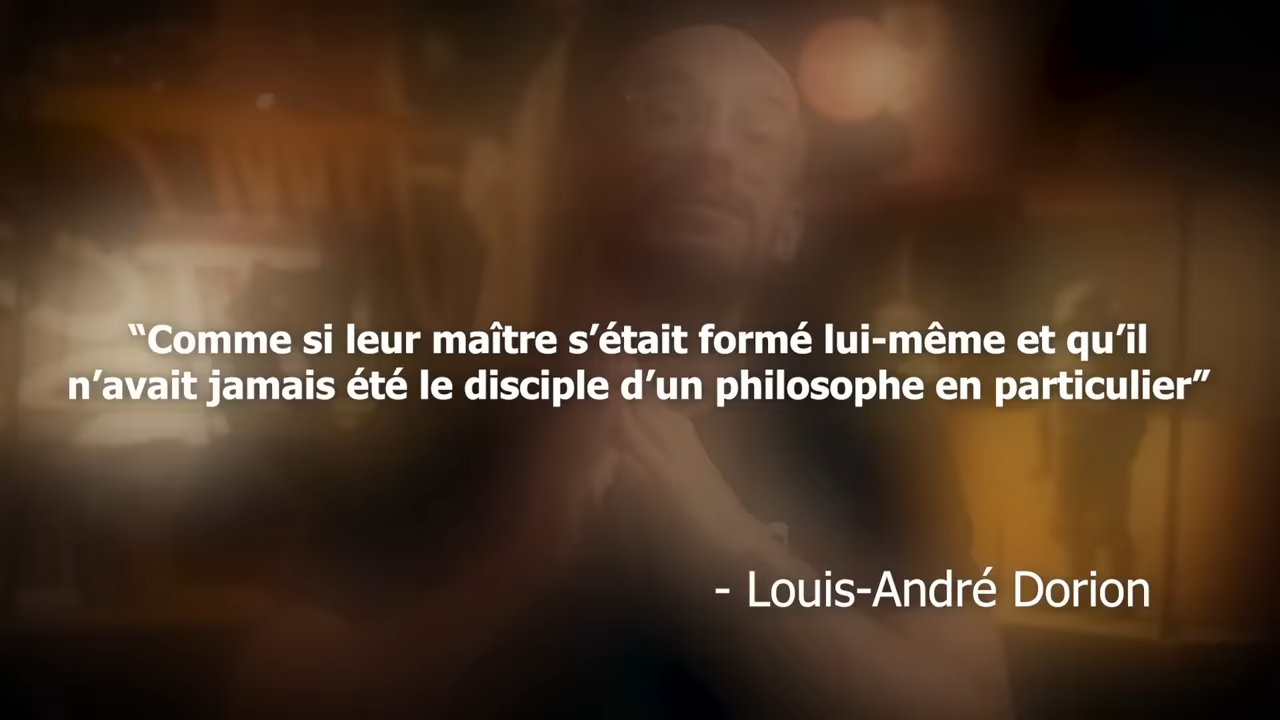 “Comme si leur maître s’était formé lui-même et qu’il
n’avait jamais été le disciple d’un philosophe en particulier”
- Louis-André Dorion